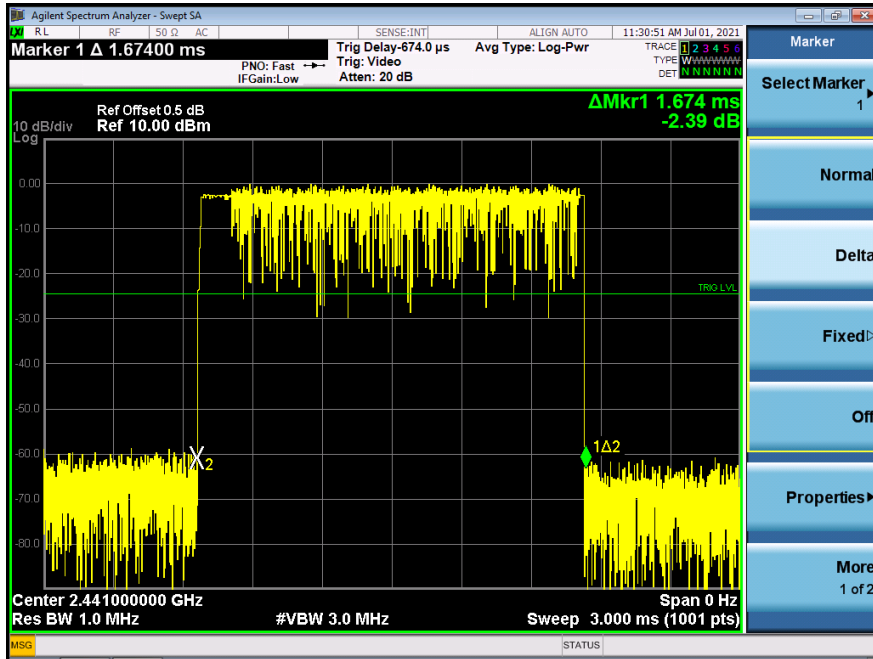 Agilent Spectrum Analyzer - Swept SA
LXI RL RF 50 Ω AC SENSE:INT ALIGN AUTO 11:30:51 AM Jul 01, 2021
Marker 1 Δ 1.67400 ms
PNO: Fast
IFGain:Low
Trig Delay-674.0 µs
Trig: Video
Atten: 20 dB
Avg Type: Log-Pwr
TRACE 1 2 3 4 5 6
TYPE WWWWWW
DET N N N N N N
Ref Offset 0.5 dB
10 dB/div Ref 10.00 dBm
Log
ΔMkr1 1.674 ms
-2.39 dB
0.00
-10.0
-20.0
TRIG LVL
-30.0
-40.0
-50.0
-60.0
2
1Δ2
-70.0
-80.0
Center 2.441000000 GHz Span 0 Hz
Res BW 1.0 MHz #VBW 3.0 MHz Sweep 3.000 ms (1001 pts)
MSG STATUS
Marker
Select Marker
1
Normal
Delta
Fixed
Off
Properties
More
1 of 2